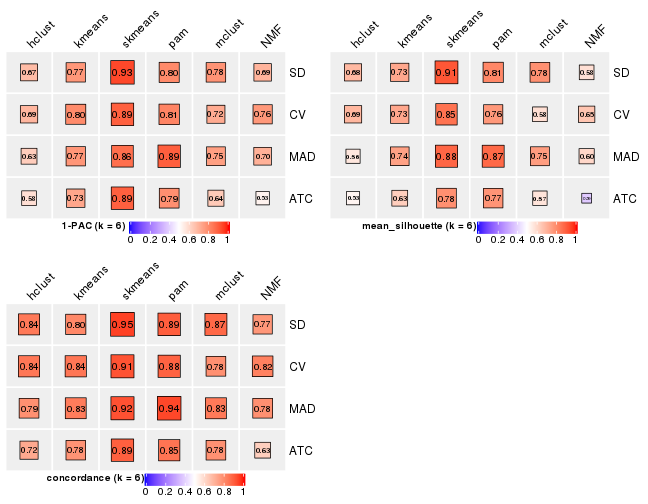 hclust kmeans skmeans pam mclust NMF
0.67 0.77 0.93 0.80 0.78 0.69 SD
0.69 0.80 0.89 0.81 0.72 0.76 CV
0.63 0.77 0.86 0.89 0.75 0.70 MAD
0.58 0.73 0.89 0.79 0.64 0.53 ATC
1-PAC (k = 6)
0 0.2 0.4 0.6 0.8 1
hclust kmeans skmeans pam mclust NMF
0.68 0.73 0.91 0.81 0.78 0.58 SD
0.69 0.73 0.85 0.76 0.58 0.65 CV
0.56 0.74 0.88 0.87 0.75 0.60 MAD
0.53 0.63 0.78 0.77 0.57 ATC
mean_silhouette (k = 6)
0 0.2 0.4 0.6 0.8 1
hclust kmeans skmeans pam mclust NMF
0.84 0.80 0.95 0.89 0.87 0.77 SD
0.84 0.84 0.91 0.88 0.78 0.82 CV
0.79 0.83 0.92 0.94 0.83 0.78 MAD
0.72 0.78 0.89 0.85 0.78 0.63 ATC
concordance (k = 6)
0 0.2 0.4 0.6 0.8 1